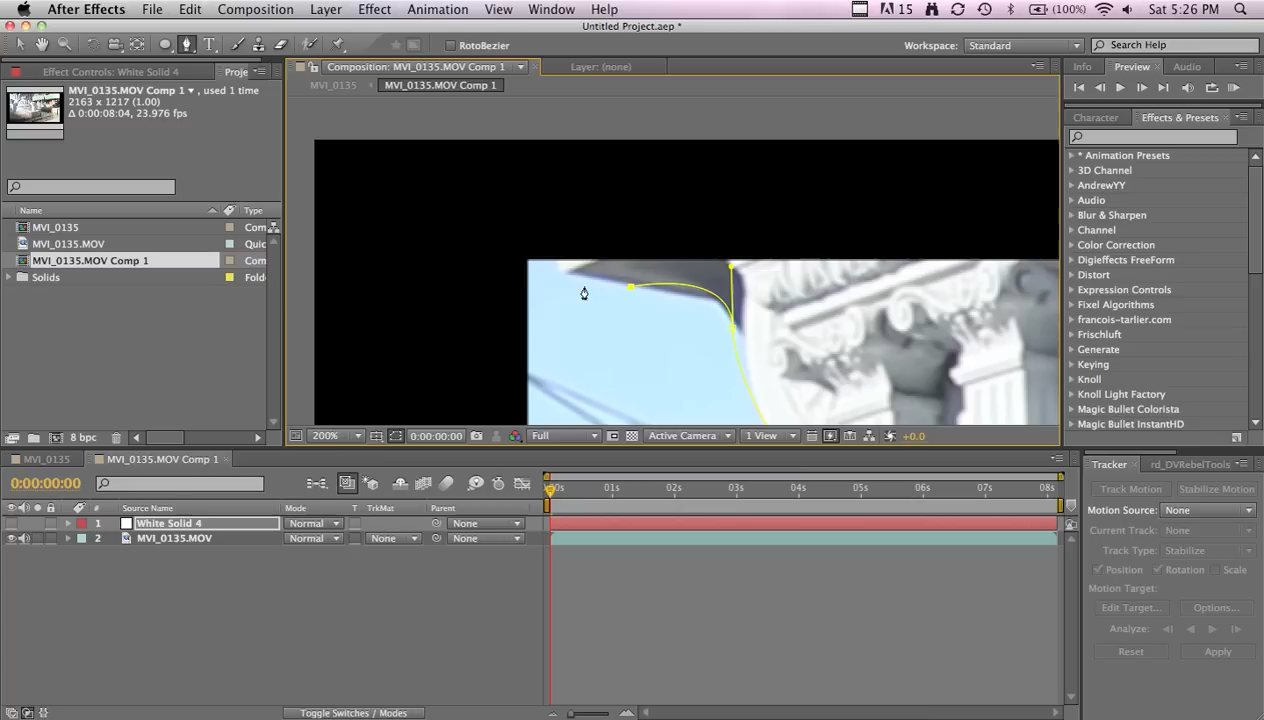 After Effects File Edit Composition Layer Effect Animation View Window Help 15 (100%) Sat 5:26 PM
Untitled Project.aep *
RotoBezier Workspace: Standard Search Help
Effect Controls: White Solid 4 Proje Composition: MVI_0135.MOV Comp 1 Layer: (none) Info Preview Audio
MVI_0135.MOV Comp 1 , used 1 time
2163 x 1217 (1.00)
Δ 0:00:08:04, 23.976 fps
MVI_0135 MVI_0135.MOV Comp 1
Character Effects & Presets
Name Type
MVI_0135 Com
MVI_0135.MOV Quic
MVI_0135.MOV Comp 1 Com
Solids Folde
* Animation Presets
3D Channel
AndrewYY
Audio
Blur & Sharpen
Channel
Color Correction
Digieffects FreeForm
Distort
Expression Controls
Fixel Algorithms
francois-tarlier.com
Frischluft
Generate
Keying
Knoll
Knoll Light Factory
Magic Bullet Colorista
Magic Bullet InstantHD
8 bpc 200% 0:00:00:00 Full Active Camera 1 View +0.0
MVI_0135 MVI_0135.MOV Comp 1 Tracker rd_DVRebelTools
0:00:00:00 00s 01s 02s 03s 04s 05s 06s 07s 08s
Source Name Mode T TrkMat Parent
1 White Solid 4 Normal None
2 MVI_0135.MOV Normal None None
Track Motion Stabilize Motion
Motion Source: None
Current Track: None
Track Type: Stabilize
Position Rotation Scale
Motion Target:
Edit Target... Options...
Analyze:
Reset Apply
Toggle Switches / Modes